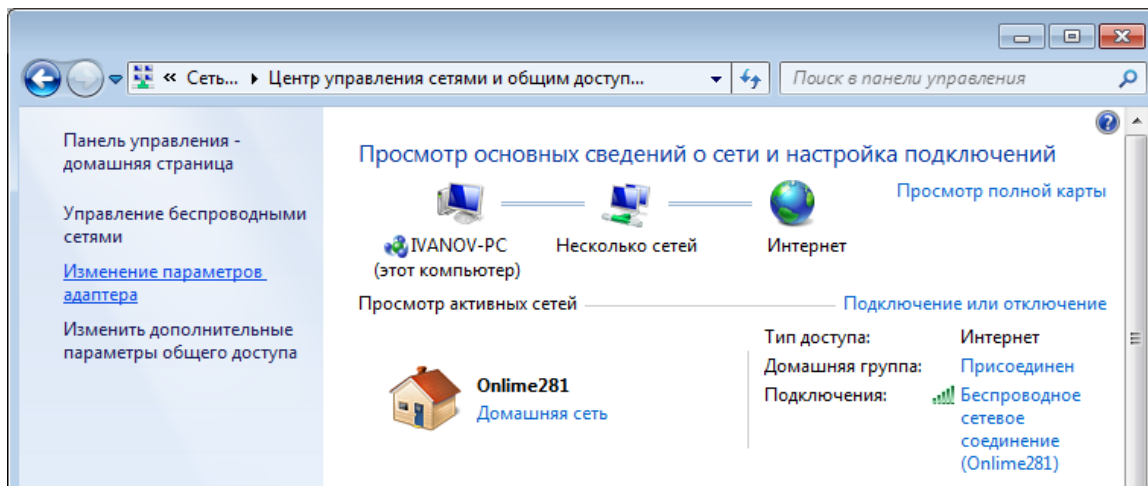 « Сеть... ▸ Центр управления сетями и общим доступ...
Поиск в панели управления
Панель управления -
домашняя страница
Управление беспроводными
сетями
Изменение параметров
адаптера
Изменить дополнительные
параметры общего доступа
Просмотр основных сведений о сети и настройка подключений
Просмотр полной карты
IVANOV-PC
(этот компьютер)
Несколько сетей
Интернет
Просмотр активных сетей
Подключение или отключение
Onlime281
Домашняя сеть
Тип доступа: Интернет
Домашняя группа: Присоединен
Подключения: Беспроводное
сетевое
соединение
(Onlime281)